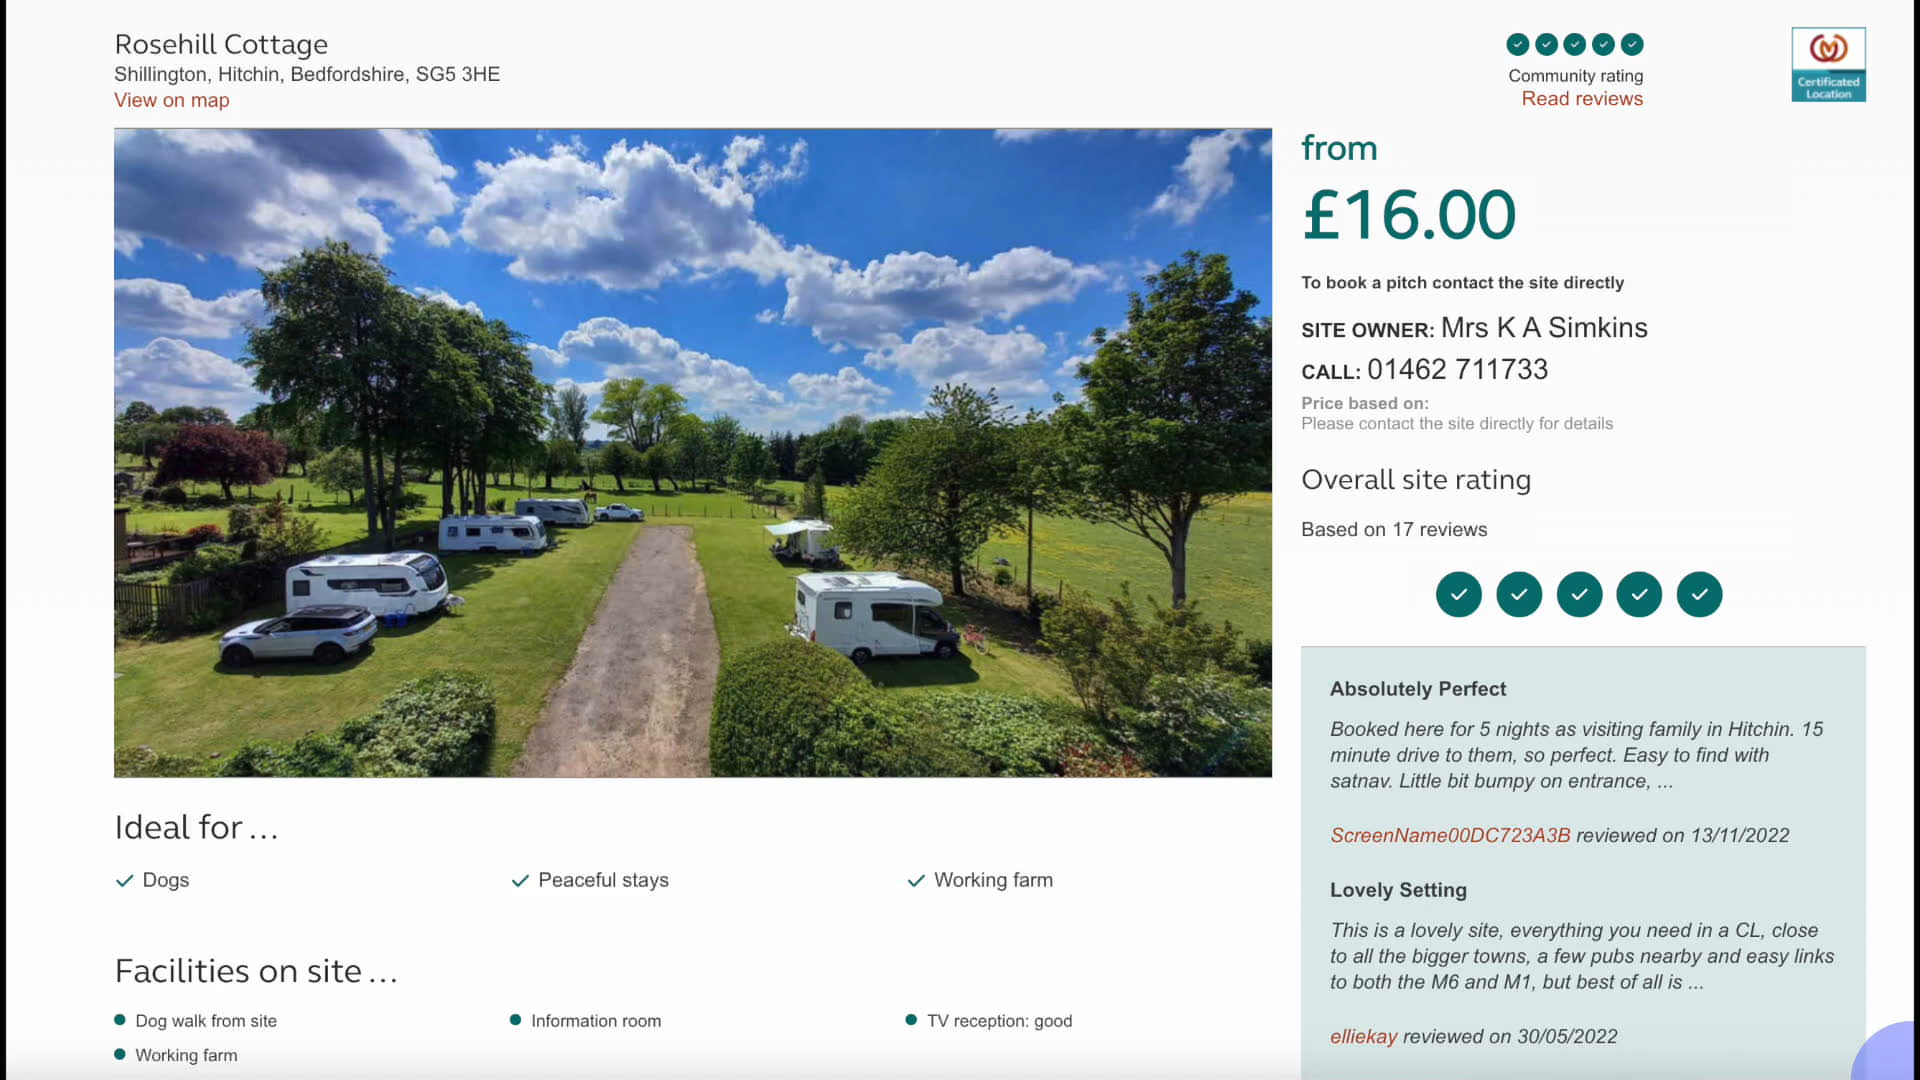 Rosehill Cottage
Shillington, Hitchin, Bedfordshire, SG5 3HE
View on map
Community rating
Read reviews
Certificated
Location
from
£16.00
To book a pitch contact the site directly
SITE OWNER: Mrs K A Simkins
CALL: 01462 711733
Price based on:
Please contact the site directly for details
Overall site rating
Based on 17 reviews
Absolutely Perfect
Booked here for 5 nights as visiting family in Hitchin. 15
minute drive to them, so perfect. Easy to find with
satnav. Little bit bumpy on entrance, ...
ScreenName00DC723A3B reviewed on 13/11/2022
Lovely Setting
This is a lovely site, everything you need in a CL, close
to all the bigger towns, a few pubs nearby and easy links
to both the M6 and M1, but best of all is ...
elliekay reviewed on 30/05/2022
Ideal for ...
Dogs
Peaceful stays
Working farm
Facilities on site ...
Dog walk from site
Information room
TV reception: good
Working farm